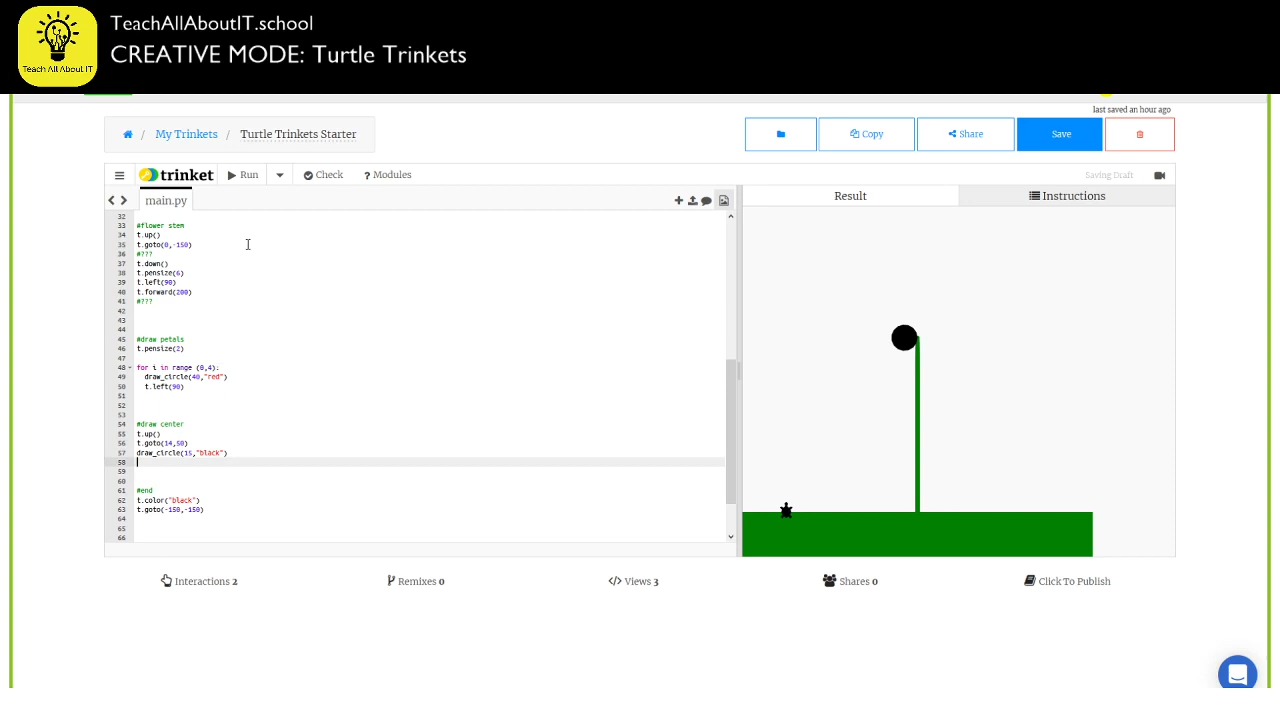 TeachAllAboutIT.school
CREATIVE MODE: Turtle Trinkets
Teach All About IT
last saved an hour ago
/ My Trinkets / Turtle Trinkets Starter
Copy
Share
Save
trinket
Run
Check
? Modules
Saving Draft
main.py
Result
Instructions
32
33 #flower stem
34 t.up()
35 t.goto(0,-150)
36 #???
37 t.down()
38 t.pensize(6)
39 t.left(90)
40 t.forward(200)
41 #???
42
43
44
45 #draw petals
46 t.pensize(2)
47
48 for i in range (0,4):
49 draw_circle(40,"red")
50 t.left(90)
51
52
53
54 #draw center
55 t.up()
56 t.goto(14,50)
57 draw_circle(15,"black")
58
59
60
61 #end
62 t.color("black")
63 t.goto(-150,-150)
64
65
66
Interactions 2
Remixes 0
</> Views 3
Shares 0
Click To Publish